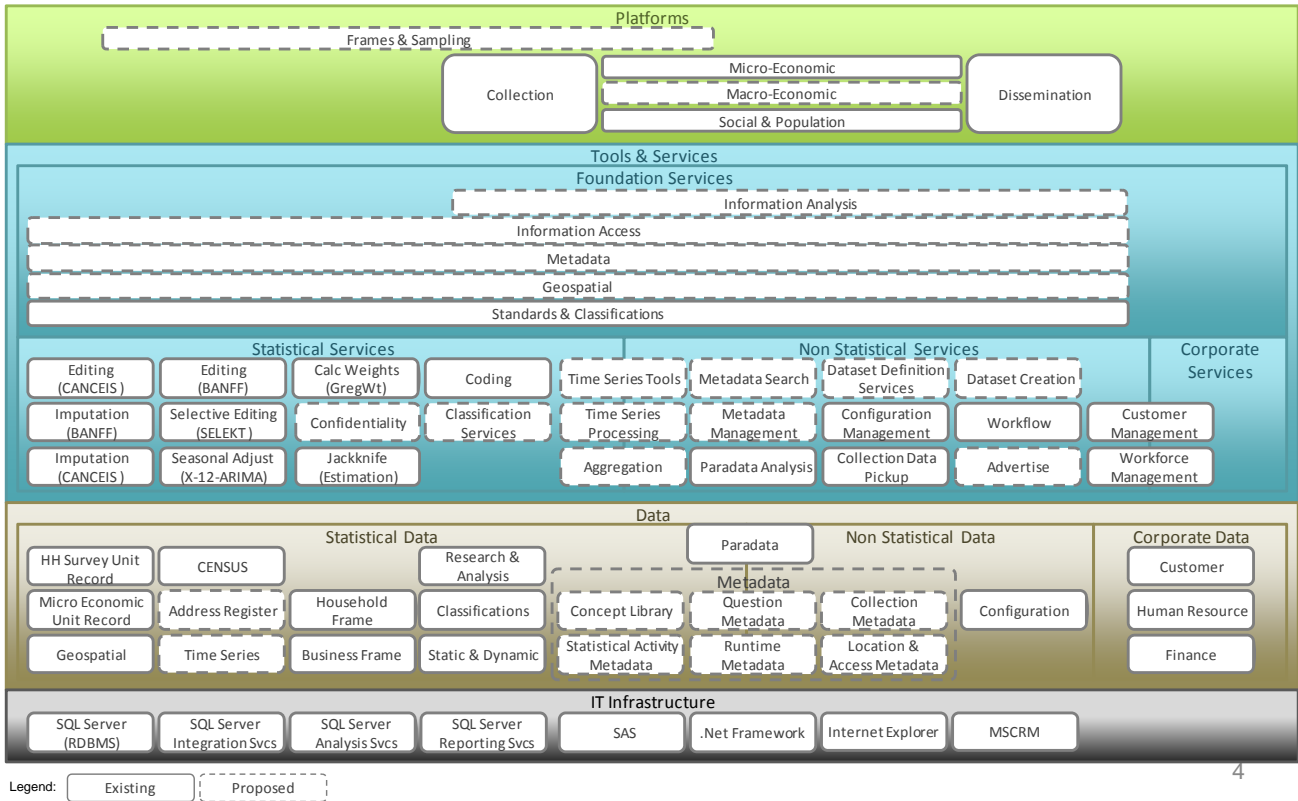 Platforms
Frames & Sampling
Collection
Micro-Economic
Macro-Economic
Social & Population
Dissemination
Tools & Services
Foundation Services
Information Analysis
Information Access
Metadata
Geospatial
Standards & Classifications
Statistical Services
Non Statistical Services
Corporate
Services
Editing
(CANCEIS )
Editing
(BANFF)
Calc Weights
(GregWt)
Coding
Time Series Tools
Metadata Search
Dataset Definition
Services
Dataset Creation
Imputation
(BANFF)
Selective Editing
(SELEKT )
Confidentiality
Classification
Services
Time Series
Processing
Metadata
Management
Configuration
Management
Workflow
Customer
Management
Imputation
(CANCEIS )
Seasonal Adjust
(X-12-ARIMA)
Jackknife
(Estimation)
Aggregation
Paradata Analysis
Collection Data
Pickup
Advertise
Workforce
Management
Data
Statistical Data
Non Statistical Data
Corporate Data
Paradata
HH Survey Unit
Record
CENSUS
Research &
Analysis
Customer
Metadata
Micro Economic
Unit Record
Address Register
Household
Frame
Classifications
Concept Library
Question
Metadata
Collection
Metadata
Configuration
Human Resource
Geospatial
Time Series
Business Frame
Static & Dynamic
Statistical Activity
Metadata
Runtime
Metadata
Location &
Access Metadata
Finance
IT Infrastructure
SQL Server
(RDBMS)
SQL Server
Integration Svcs
SQL Server
Analysis Svcs
SQL Server
Reporting Svcs
SAS
.Net Framework
Internet Explorer
MSCRM
4
Legend:
Existing
Proposed